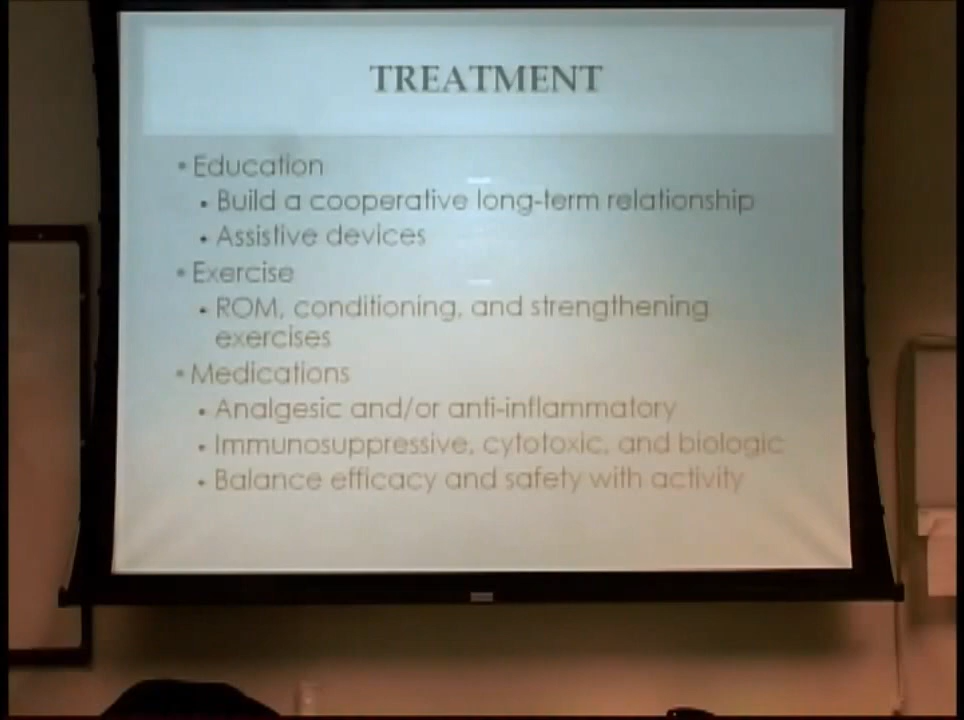 TREATMENT
• Education
• Build a cooperative long-term relationship
• Assistive devices
• Exercise
• ROM, conditioning, and strengthening
exercises
• Medications
• Analgesic and/or anti-inflammatory
• Immunosuppressive, cytotoxic, and biologic
• Balance efficacy and safety with activity